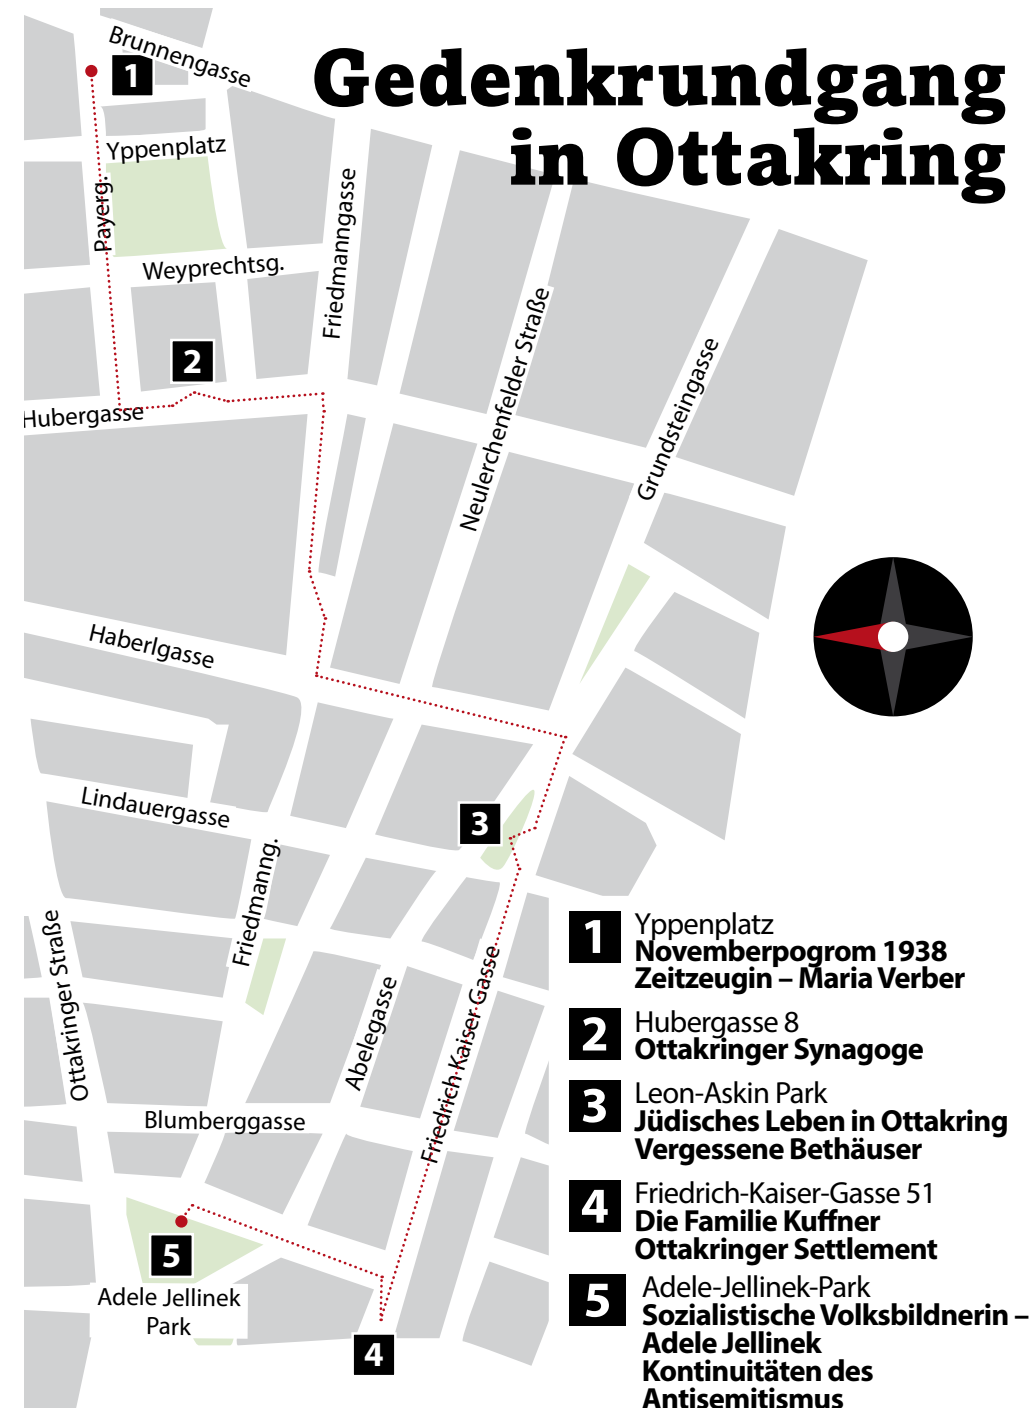 Gedenkrundgang
in Ottakring
Brunnengasse
1
Yppenplatz
Payerg.
Weyprechtsg.
Friedmanngasse
2
Hubergasse
Neulerchenfelder Straße
Grundsteingasse
Haberlgasse
Lindauergasse
3
Friedmanng.
Ottakringer Straße
Abelegasse
Friedrich Kaiser Gasse
Blumberggasse
5
Adele Jellinek
Park
4
1
Yppenplatz
Novemberpogrom 1938
Zeitzeugin – Maria Verber
2
Hubergasse 8
Ottakringer Synagoge
3
Leon-Askin Park
Jüdisches Leben in Ottakring
Vergessene Bethäuser
4
Friedrich-Kaiser-Gasse 51
Die Familie Kuffner
Ottakringer Settlement
5
Adele-Jellinek-Park
Sozialistische Volksbildnerin –
Adele Jellinek
Kontinuitäten des
Antisemitismus